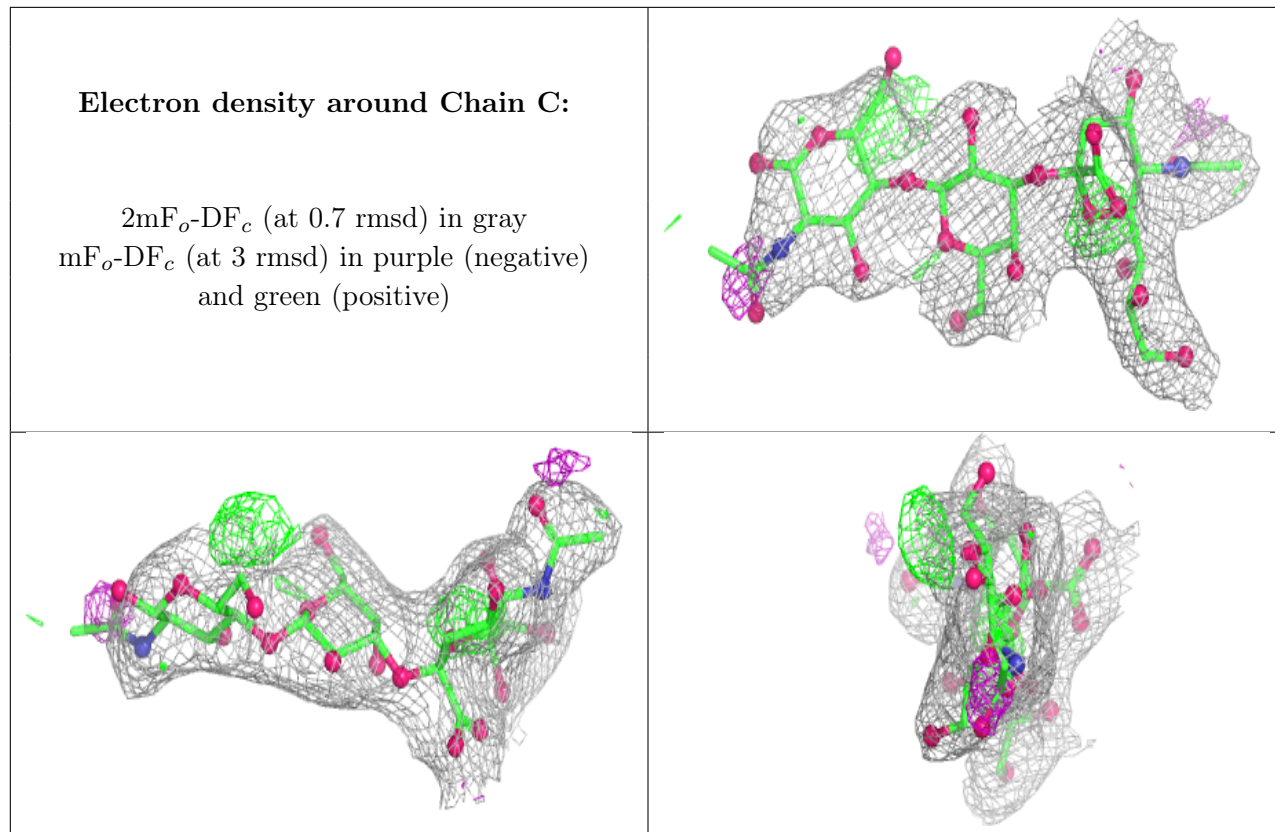 Electron density around Chain C:
2mFₒ-DF𝒸 (at 0.7 rmsd) in gray
mFₒ-DF𝒸 (at 3 rmsd) in purple (negative)
and green (positive)